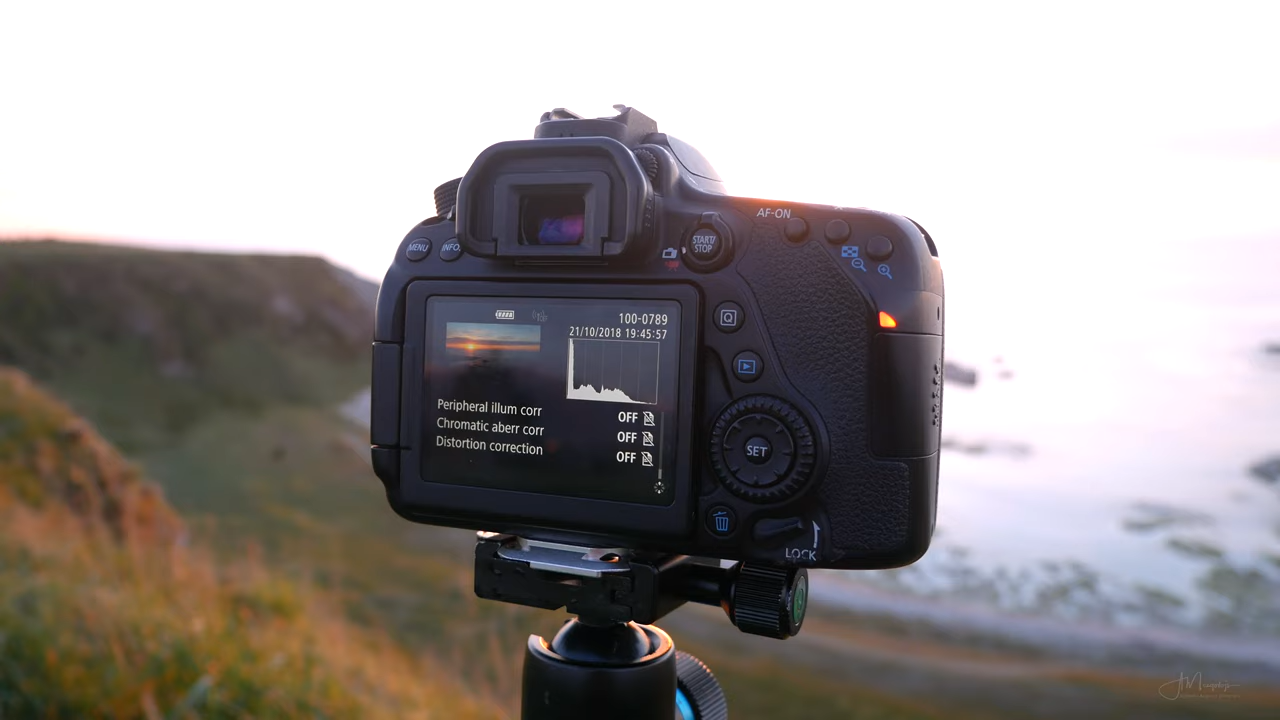 AF-ON
MENU
INFO.
START/
STOP
100-0789
21/10/2018 19:45:57
Q
Peripheral illum corr OFF
Chromatic aberr corr OFF
Distortion correction OFF
SET
LOCK